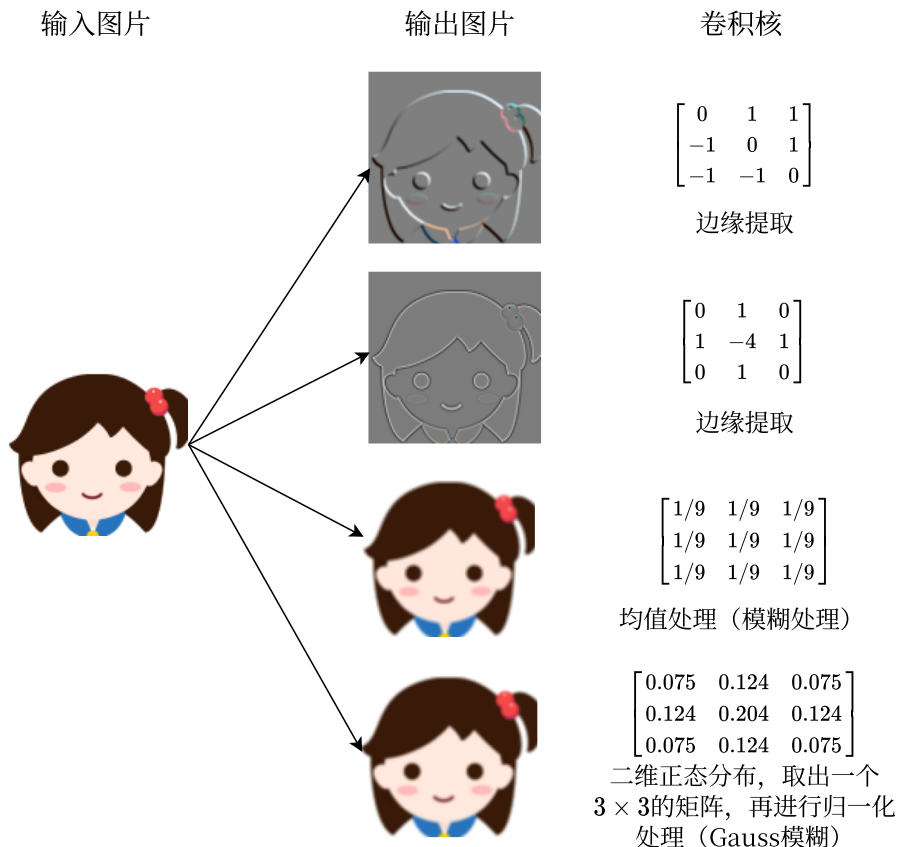 输入图片 输出图片 卷积核
0 1 1
-1 0 1
-1 -1 0
边缘提取
0 1 0
1 -4 1
0 1 0
边缘提取
1/9 1/9 1/9
1/9 1/9 1/9
1/9 1/9 1/9
均值处理（模糊处理）
0.075 0.124 0.075
0.124 0.204 0.124
0.075 0.124 0.075
二维正态分布，取出一个
3 × 3的矩阵，再进行归一化
处理（Gauss模糊）